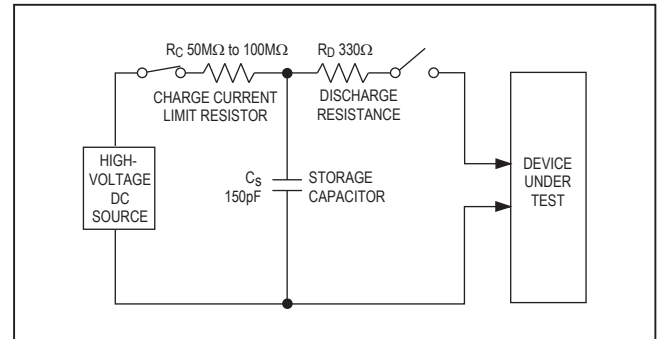 RC 50MΩ to 100MΩ
CHARGE CURRENT
LIMIT RESISTOR
RD 330Ω
DISCHARGE
RESISTANCE
HIGH-
VOLTAGE
DC
SOURCE
CS
150pF
STORAGE
CAPACITOR
DEVICE
UNDER
TEST